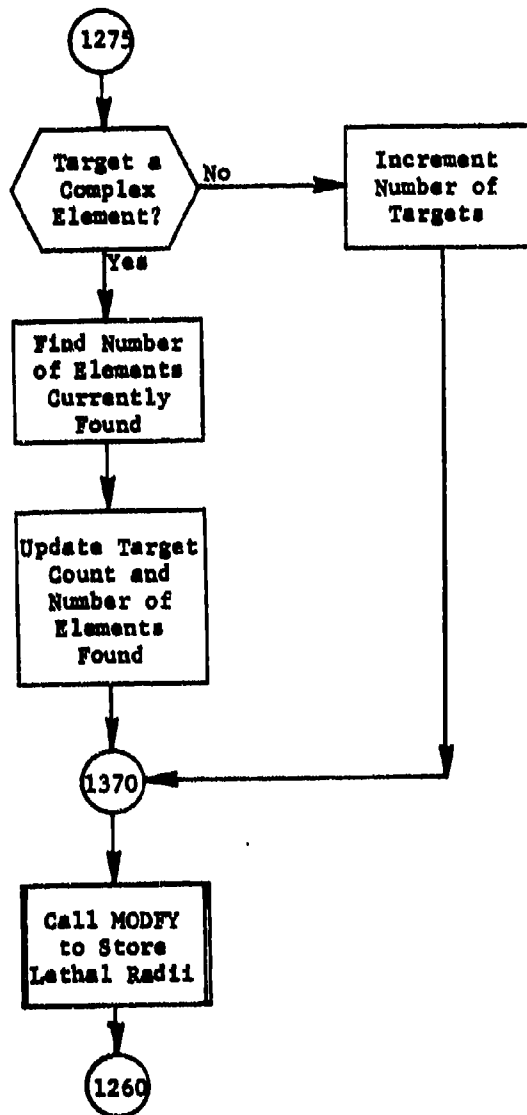 1275
Target a
Complex
Element?
No
Increment
Number of
Targets
Yes
Find Number
of Elements
Currently
Found
Update Target
Count and
Number of
Elements
Found
1370
Call MODFY
to Store
Lethal Radii
1260